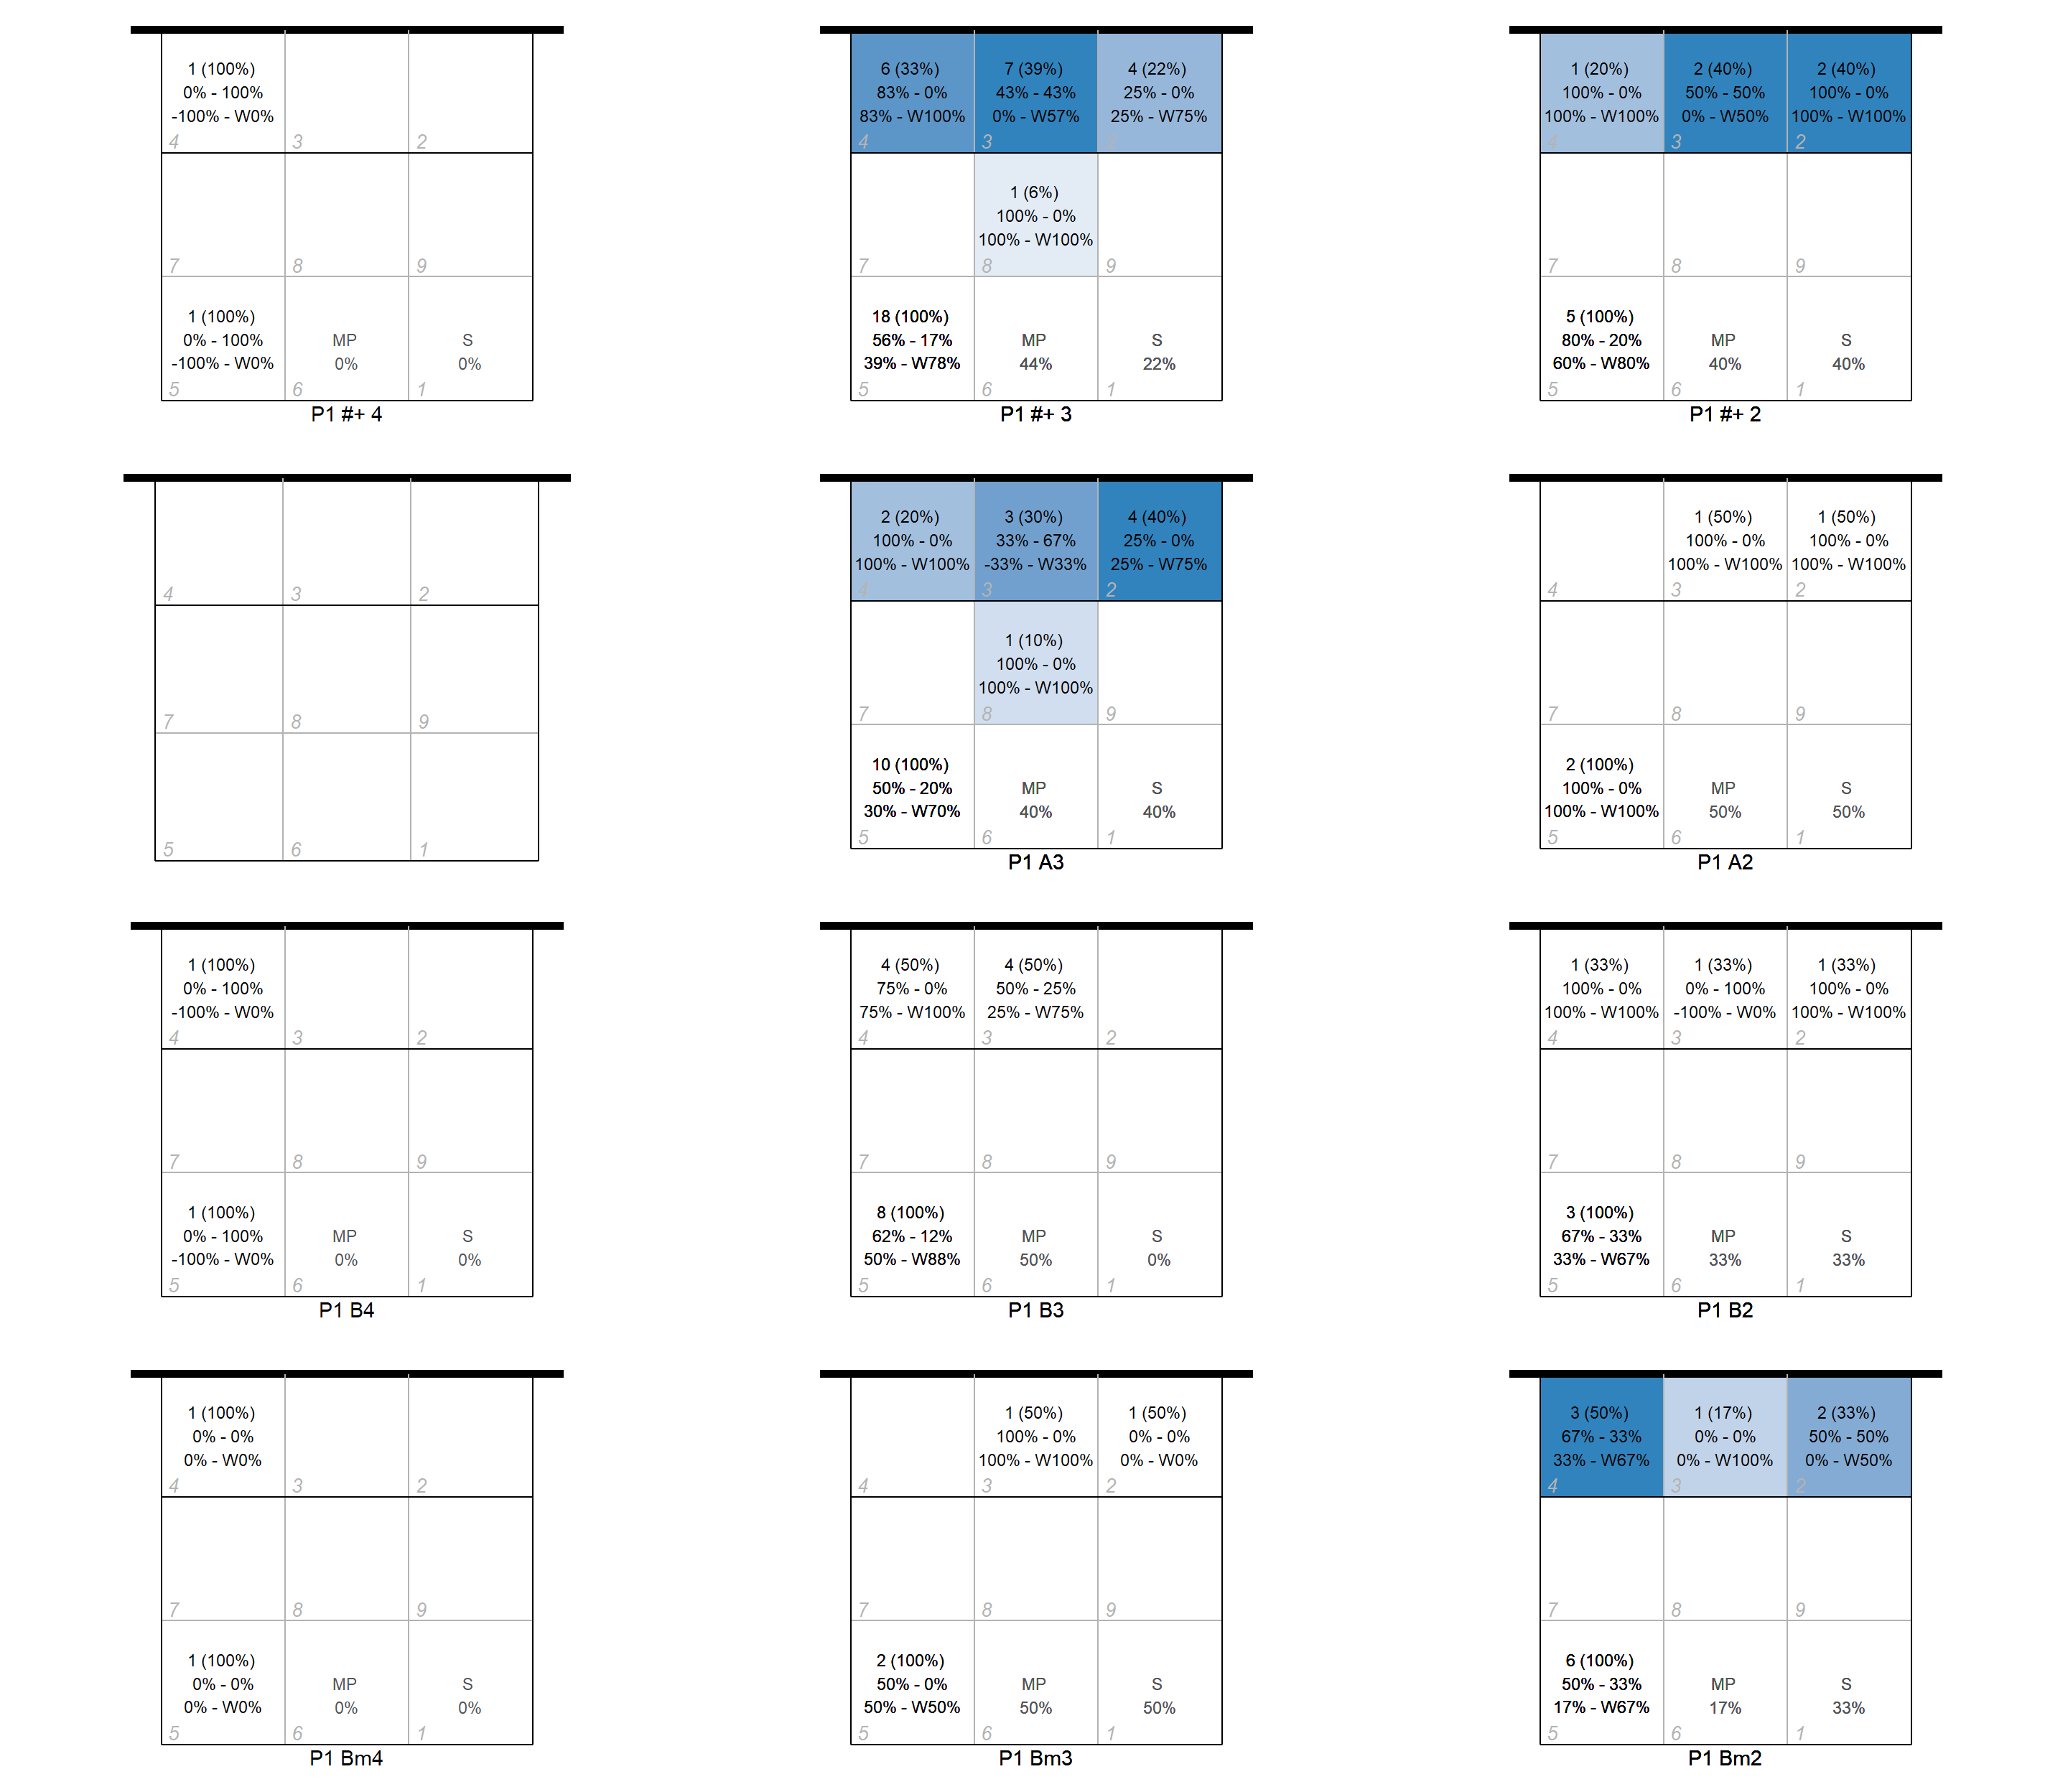 1 (100%)
0% - 100%
-100% - W0%
4
3
2
7
8
9
1 (100%)
0% - 100%
-100% - W0%
5
MP
0%
6
S
0%
1
P1 #+ 4
6 (33%)
83% - 0%
83% - W100%
4
7 (39%)
43% - 43%
0% - W57%
3
4 (22%)
25% - 0%
25% - W75%
2
7
1 (6%)
100% - 0%
100% - W100%
8
9
18 (100%)
56% - 17%
39% - W78%
5
MP
44%
6
S
22%
1
P1 #+ 3
1 (20%)
100% - 0%
100% - W100%
4
2 (40%)
50% - 50%
0% - W50%
3
2 (40%)
100% - 0%
100% - W100%
2
7
8
9
5 (100%)
80% - 20%
60% - W80%
5
MP
40%
6
S
40%
1
P1 #+ 2
4
3
2
7
8
9
5
6
1
2 (20%)
100% - 0%
100% - W100%
4
3 (30%)
33% - 67%
-33% - W33%
3
4 (40%)
25% - 0%
25% - W75%
2
7
1 (10%)
100% - 0%
100% - W100%
8
9
10 (100%)
50% - 20%
30% - W70%
5
MP
40%
6
S
40%
1
P1 A3
4
1 (50%)
100% - 0%
100% - W100%
3
1 (50%)
100% - 0%
100% - W100%
2
7
8
9
2 (100%)
100% - 0%
100% - W100%
5
MP
50%
6
S
50%
1
P1 A2
1 (100%)
0% - 100%
-100% - W0%
4
3
2
7
8
9
1 (100%)
0% - 100%
-100% - W0%
5
MP
0%
6
S
0%
1
P1 B4
4 (50%)
75% - 0%
75% - W100%
4
4 (50%)
50% - 25%
25% - W75%
3
2
7
8
9
8 (100%)
62% - 12%
50% - W88%
5
MP
50%
6
S
0%
1
P1 B3
1 (33%)
100% - 0%
100% - W100%
4
1 (33%)
0% - 100%
-100% - W0%
3
1 (33%)
100% - 0%
100% - W100%
2
7
8
9
3 (100%)
67% - 33%
33% - W67%
5
MP
33%
6
S
33%
1
P1 B2
1 (100%)
0% - 0%
0% - W0%
4
3
2
7
8
9
1 (100%)
0% - 0%
0% - W0%
5
MP
0%
6
S
0%
1
P1 Bm4
4
1 (50%)
100% - 0%
100% - W100%
3
1 (50%)
0% - 0%
0% - W0%
2
7
8
9
2 (100%)
50% - 0%
50% - W50%
5
MP
50%
6
S
50%
1
P1 Bm3
3 (50%)
67% - 33%
33% - W67%
4
1 (17%)
0% - 0%
0% - W100%
3
2 (33%)
50% - 50%
0% - W50%
2
7
8
9
6 (100%)
50% - 33%
17% - W67%
5
MP
17%
6
S
33%
1
P1 Bm2